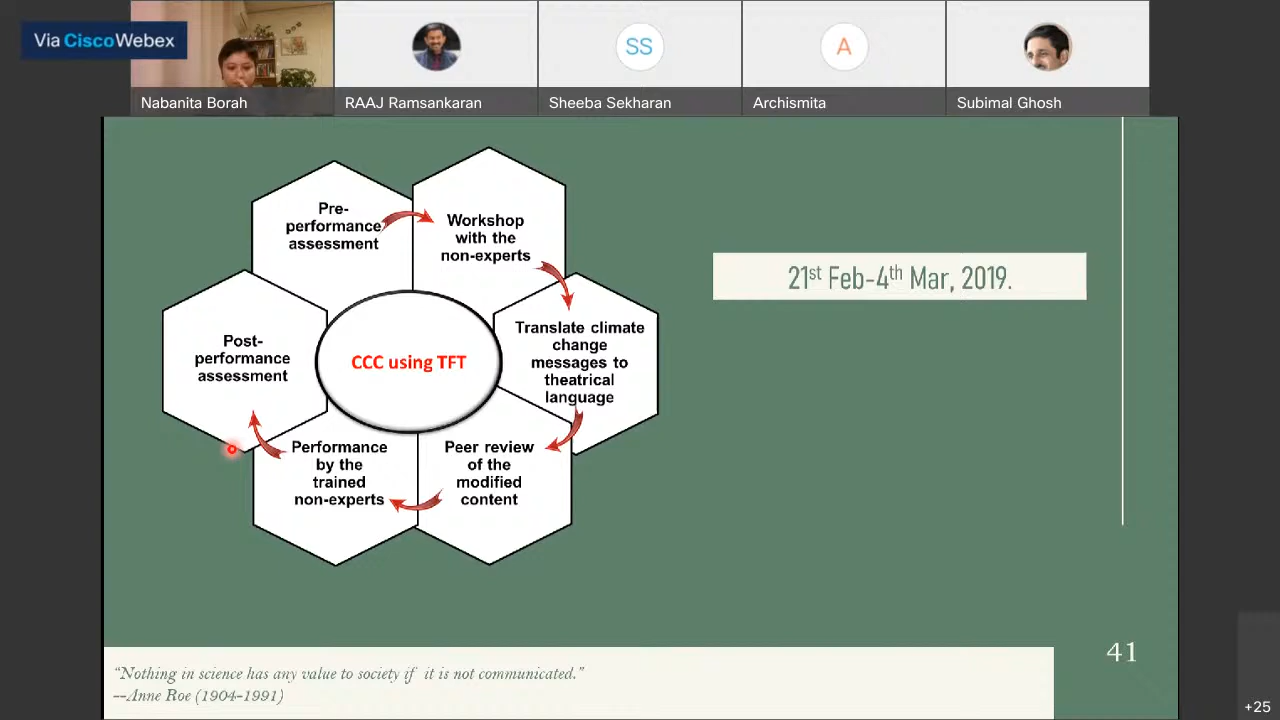 Via Cisco Webex
Nabanita Borah
RAAJ Ramsankaran
SS
Sheeba Sekharan
A
Archismita
Subimal Ghosh
Pre-
performance
assessment
Workshop
with the
non-experts
Translate climate
change
messages to
theatrical
language
Peer review
of the
modified
content
Performance
by the
trained
non-experts
Post-
performance
assessment
CCC using TFT
21st Feb-4th Mar, 2019.
41
“Nothing in science has any value to society if it is not communicated.”
--Anne Roe (1904-1991)
+25